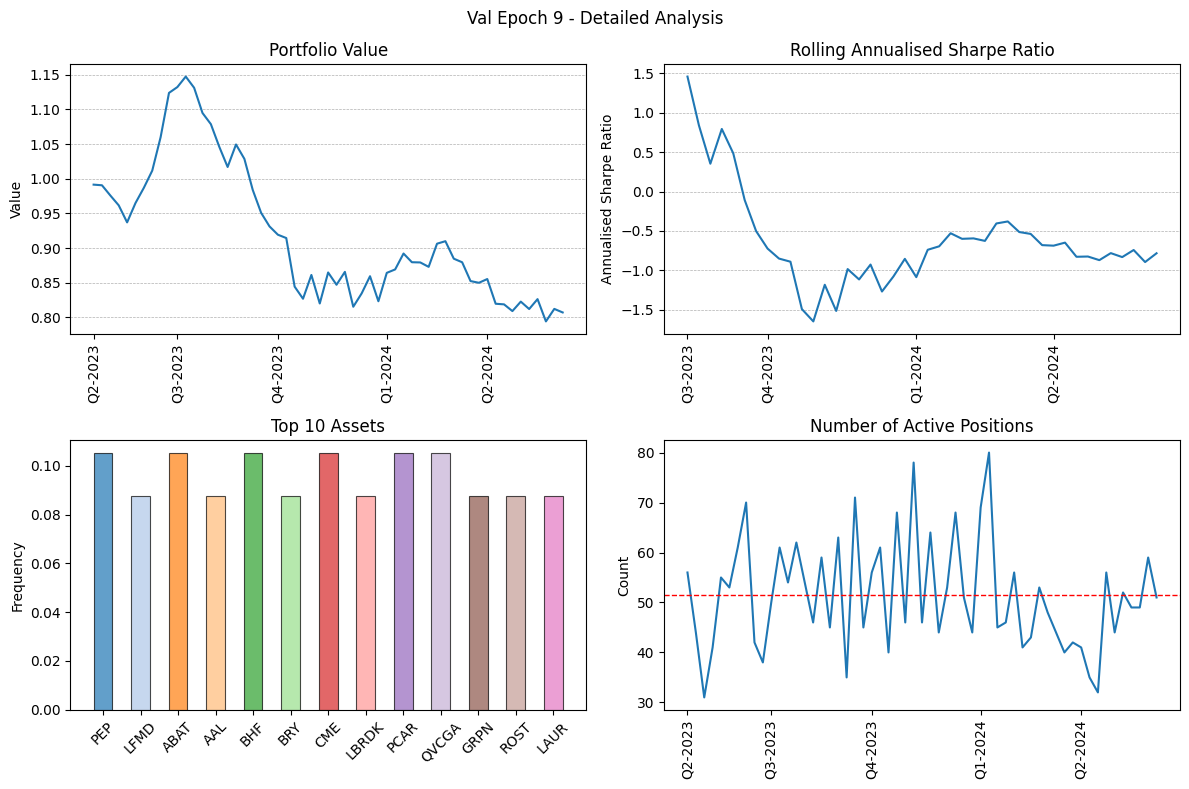 Val Epoch 9 - Detailed Analysis
Portfolio Value
Value
1.15
1.10
1.05
1.00
0.95
0.90
0.85
0.80
Q2-2023
Q3-2023
Q4-2023
Q1-2024
Q2-2024
Rolling Annualised Sharpe Ratio
Annualised Sharpe Ratio
1.5
1.0
0.5
0.0
−0.5
−1.0
−1.5
Q3-2023
Q4-2023
Q1-2024
Q2-2024
Top 10 Assets
Frequency
0.10
0.08
0.06
0.04
0.02
0.00
PEP
LFMD
ABAT
AAL
BHF
BRY
CME
LBRDK
PCAR
QVCGA
GRPN
ROST
LAUR
Number of Active Positions
Count
80
70
60
50
40
30
Q2-2023
Q3-2023
Q4-2023
Q1-2024
Q2-2024